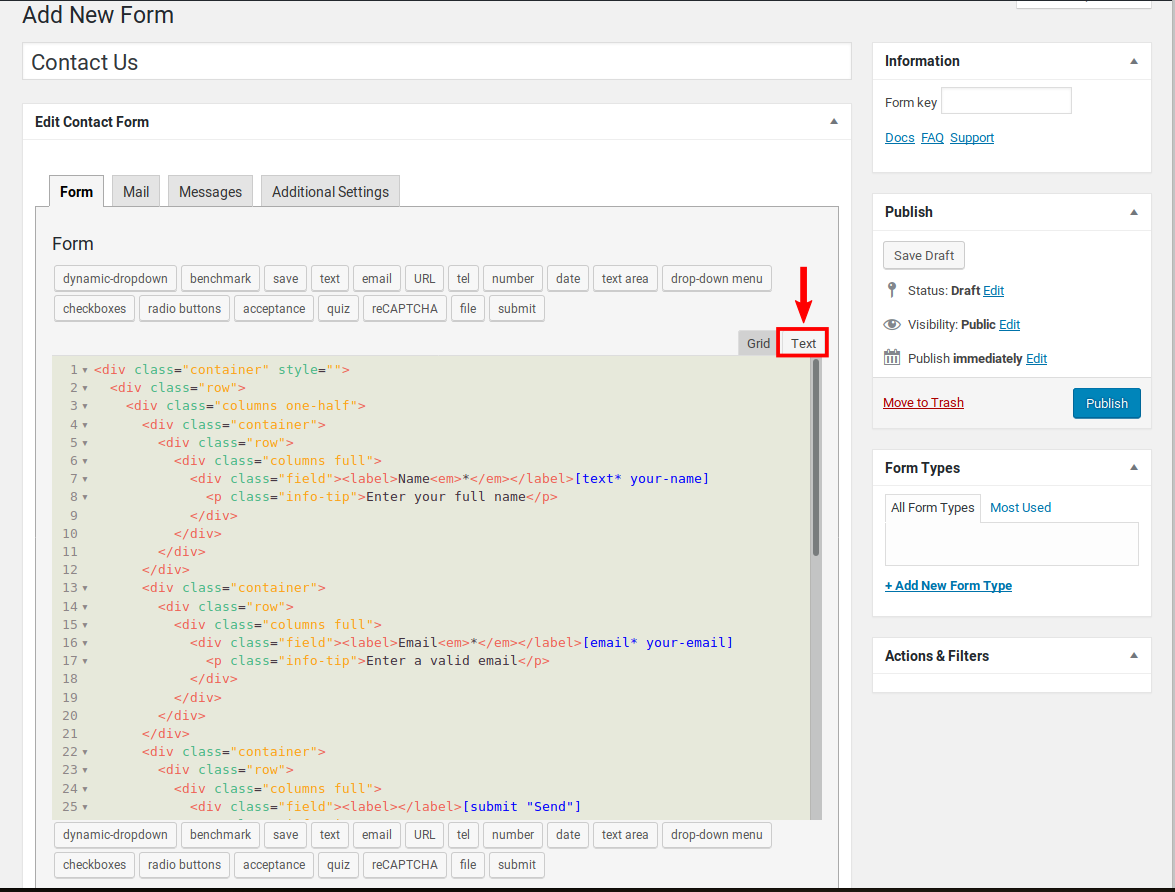 Add New Form
Contact Us
Edit Contact Form
Form Mail Messages Additional Settings
Form
dynamic-dropdown benchmark save text email URL tel number date text area drop-down menu
checkboxes radio buttons acceptance quiz reCAPTCHA file submit
Grid Text
1 <div class="container" style="">
2 <div class="row">
3 <div class="columns one-half">
4 <div class="container">
5 <div class="row">
6 <div class="columns full">
7 <div class="field"><label>Name<em>*</em></label>[text* your-name]
8 <p class="info-tip">Enter your full name</p>
9 </div>
10 </div>
11 </div>
12 </div>
13 <div class="container">
14 <div class="row">
15 <div class="columns full">
16 <div class="field"><label>Email<em>*</em></label>[email* your-email]
17 <p class="info-tip">Enter a valid email</p>
18 </div>
19 </div>
20 </div>
21 </div>
22 <div class="container">
23 <div class="row">
24 <div class="columns full">
25 <div class="field"><label></label>[submit "Send"]
dynamic-dropdown benchmark save text email URL tel number date text area drop-down menu
checkboxes radio buttons acceptance quiz reCAPTCHA file submit
Information
Form key
Docs FAQ Support
Publish
Save Draft
Status: Draft Edit
Visibility: Public Edit
Publish immediately Edit
Move to Trash Publish
Form Types
All Form Types Most Used
+ Add New Form Type
Actions & Filters